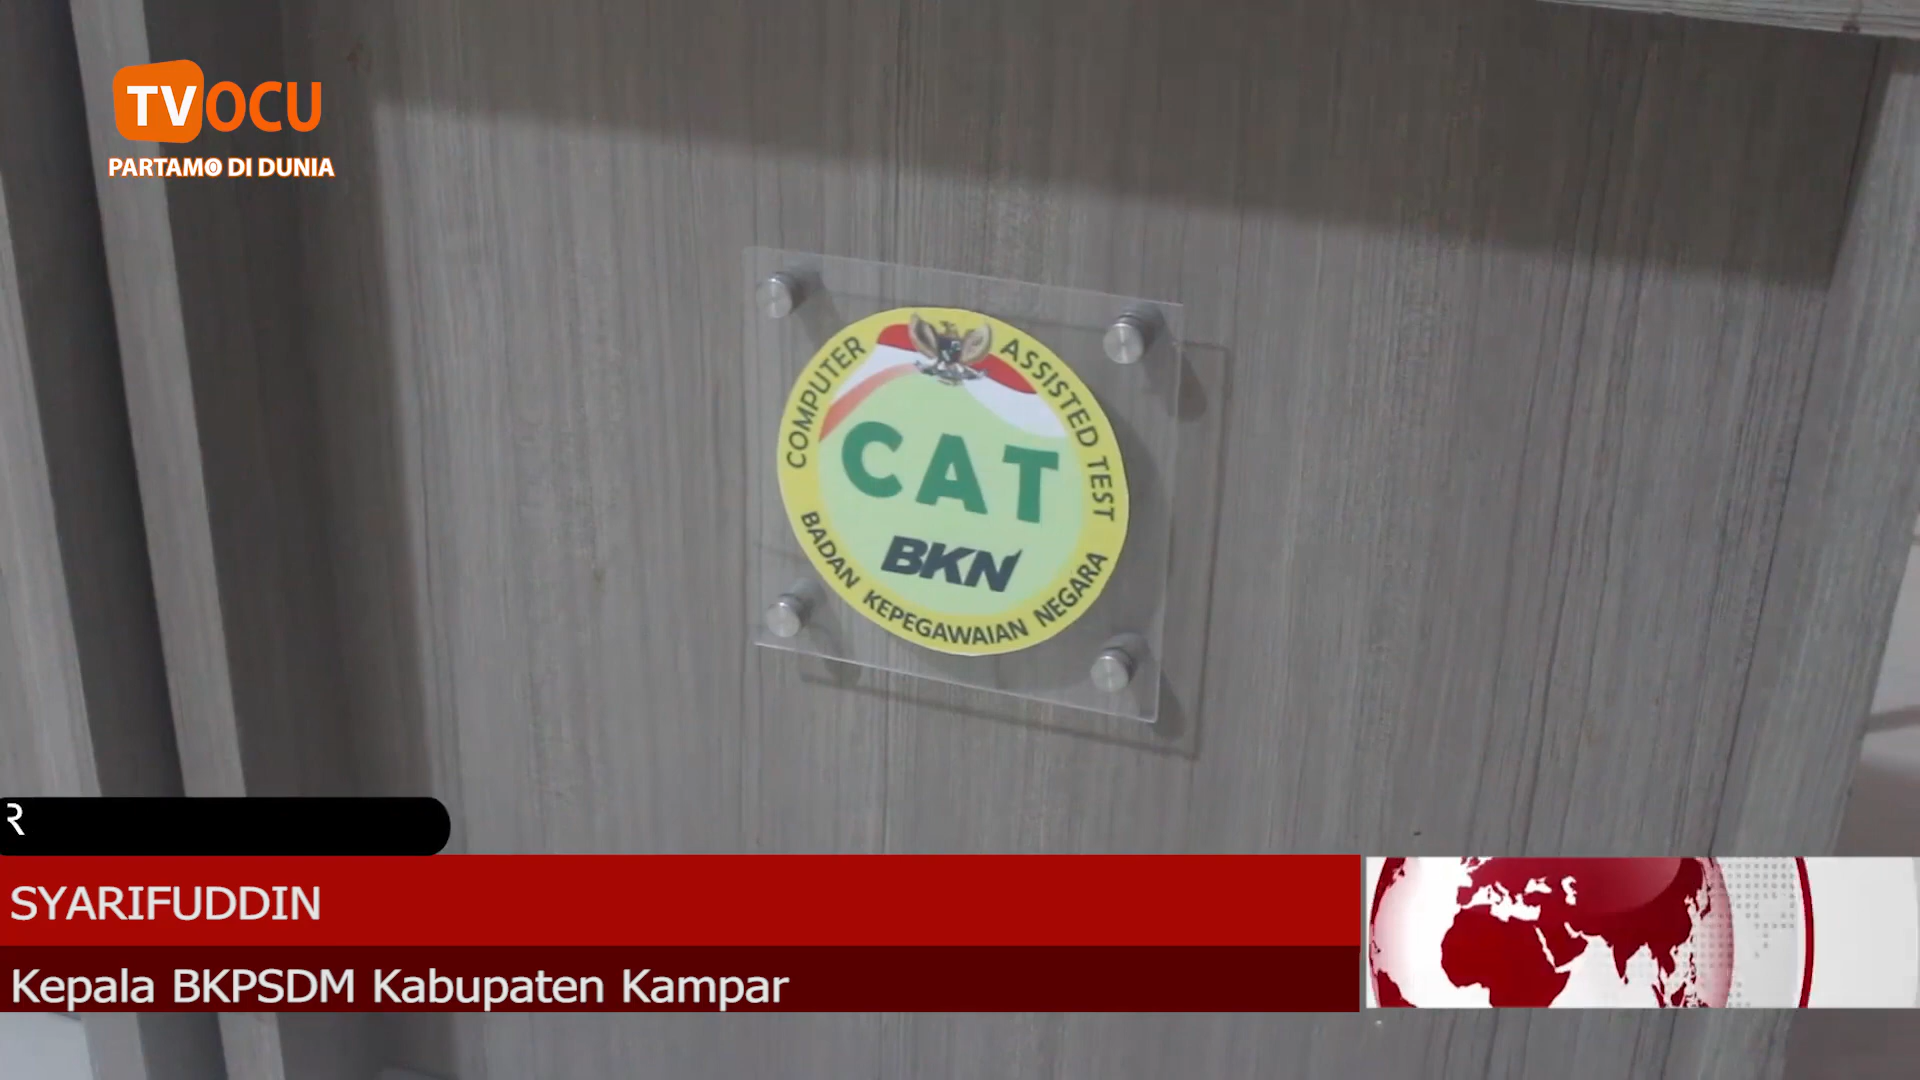 TVOCU
PARTAMO DI DUNIA
COMPUTER ASSISTED TEST
CAT
BKN
BADAN KEPEGAWAIAN NEGARA
R
SYARIFUDDIN
Kepala BKPSDM Kabupaten Kampar